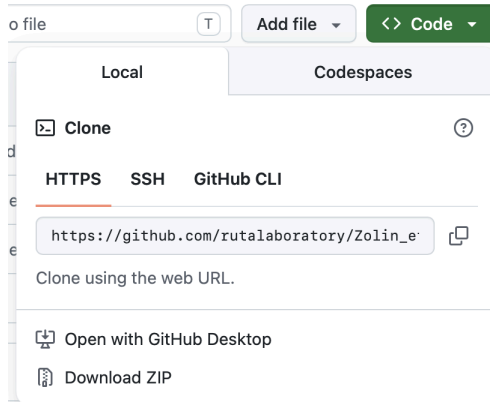 o file
T
Add file
<> Code
Local
Codespaces
Clone
?
HTTPS
SSH
GitHub CLI
https://github.com/rutalaboratory/Zolin_e
Clone using the web URL.
Open with GitHub Desktop
Download ZIP
d
e
e